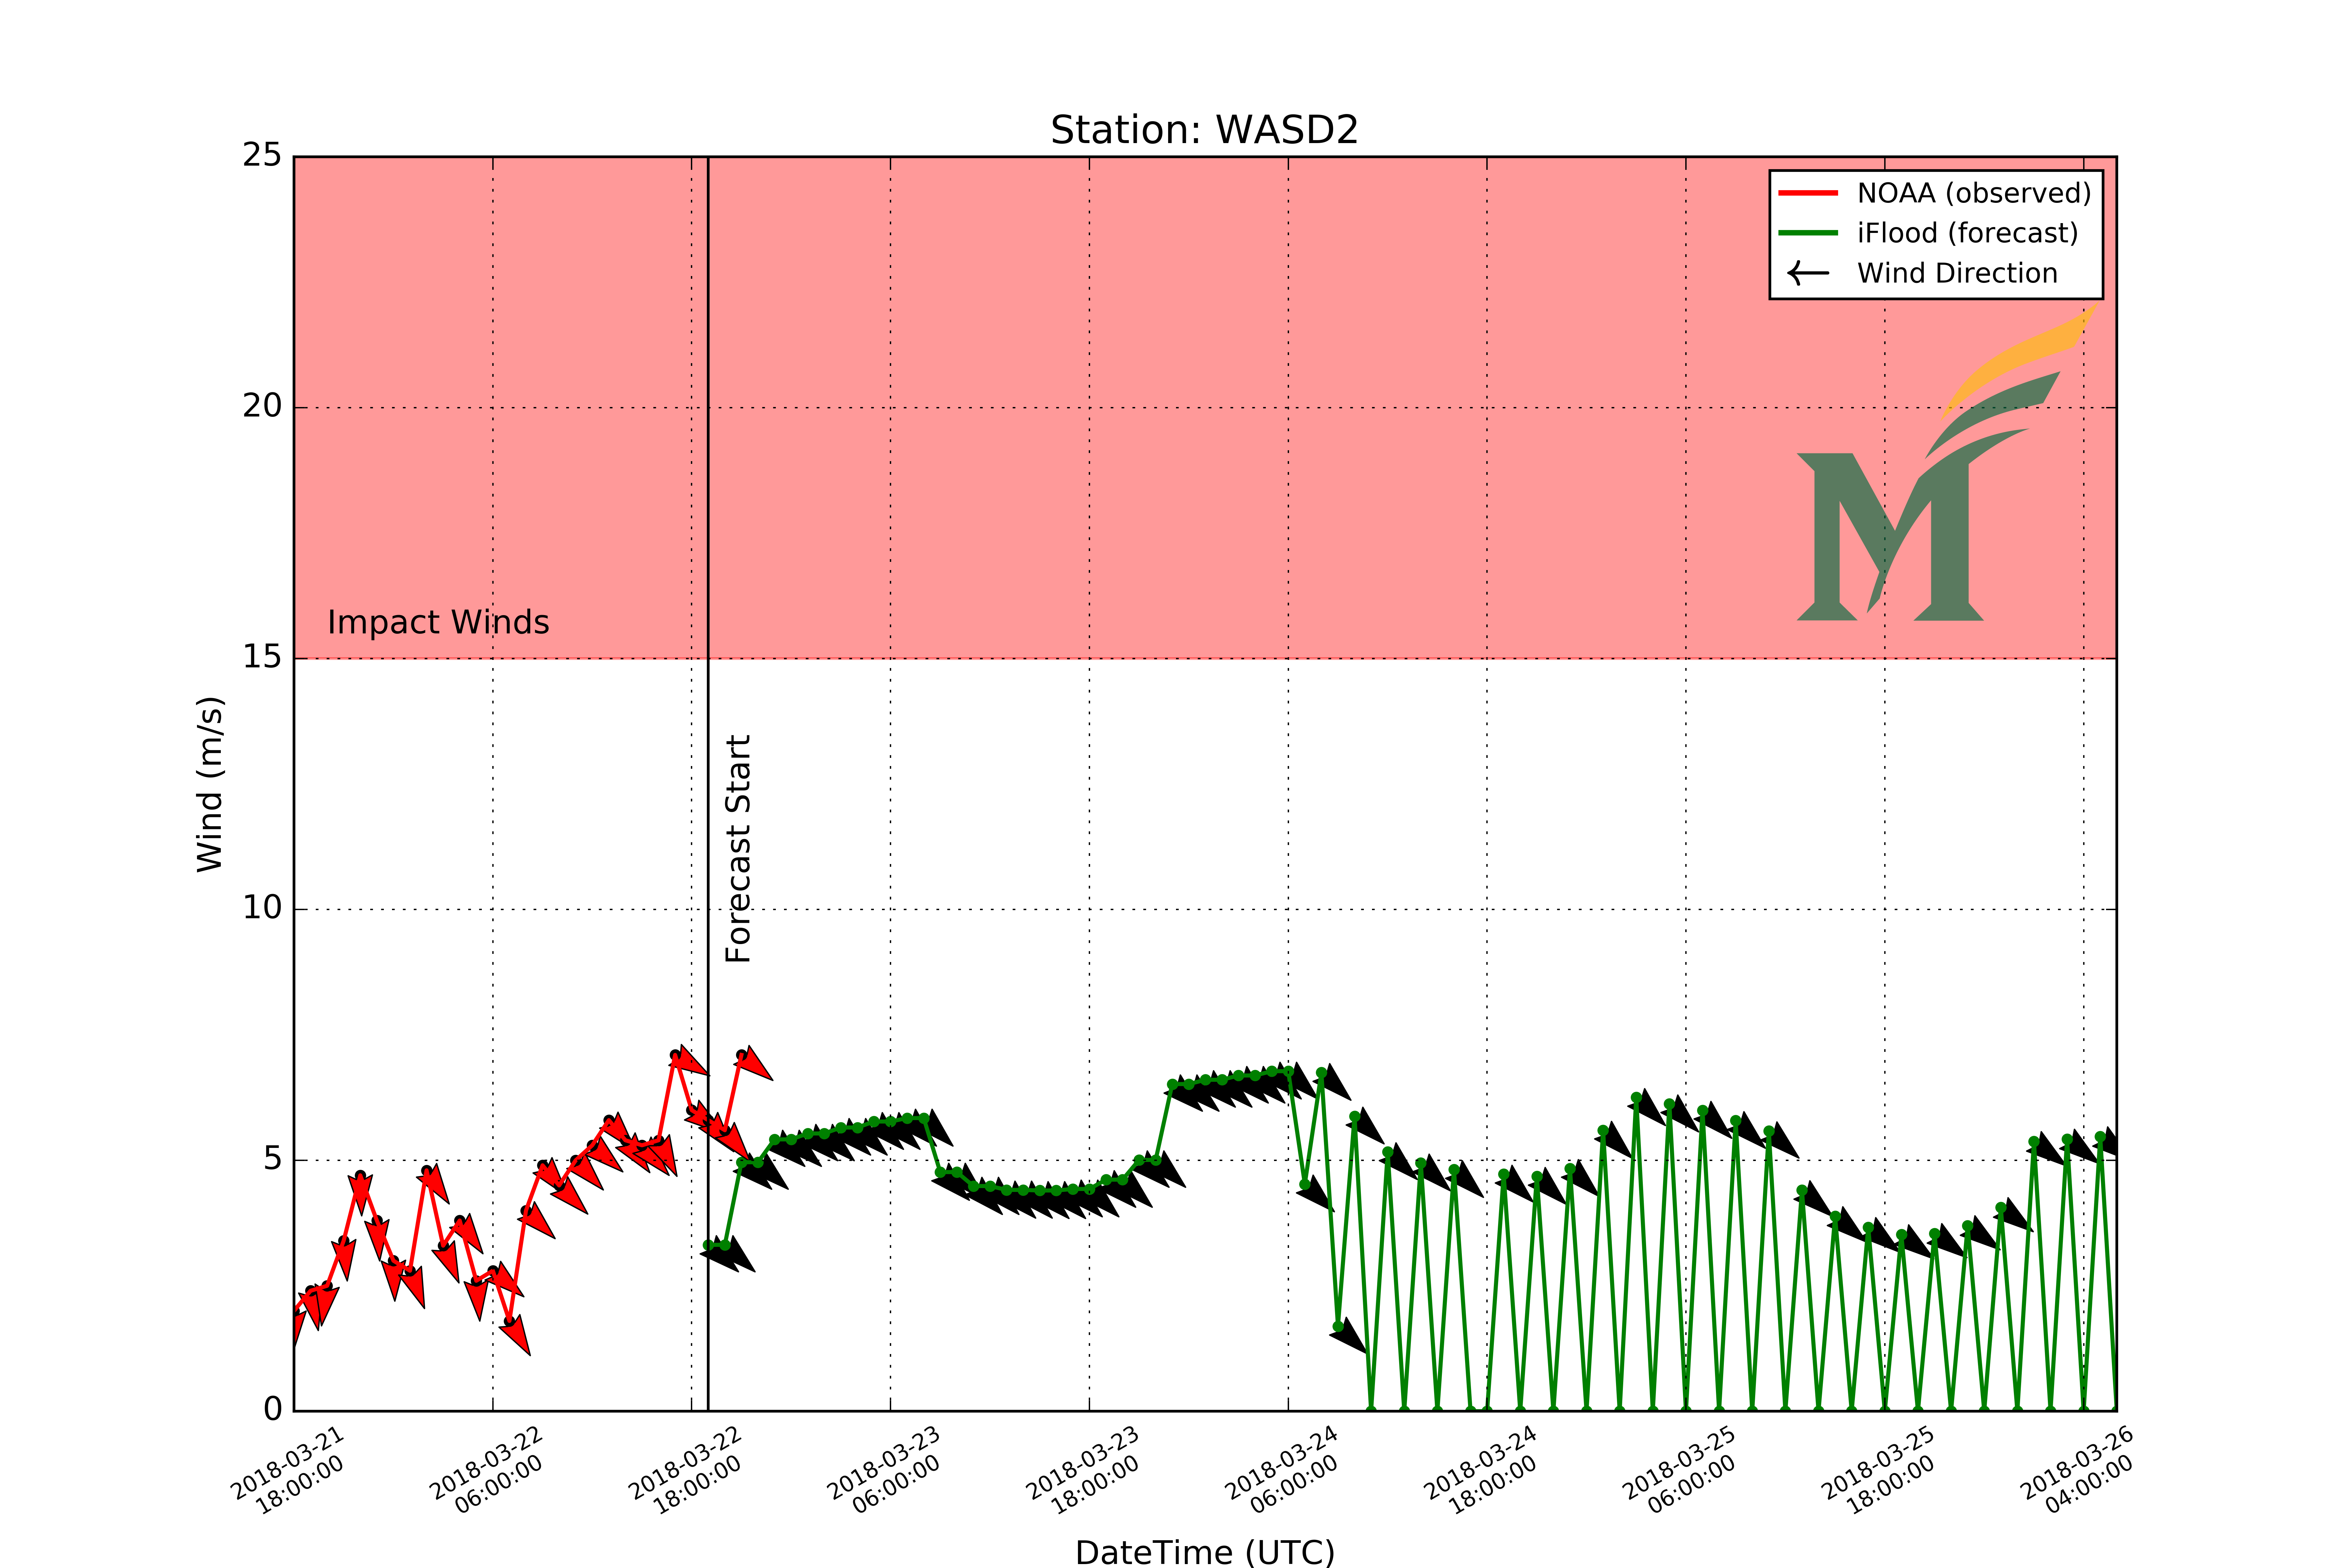 Station: WASD2
25
20
15
10
5
0
Wind (m/s)
NOAA (observed)
iFlood (forecast)
Wind Direction
M
Impact Winds
Forecast Start
2018-03-21
18:00:00
2018-03-22
06:00:00
2018-03-22
18:00:00
2018-03-23
06:00:00
2018-03-23
18:00:00
2018-03-24
06:00:00
2018-03-24
18:00:00
2018-03-25
06:00:00
2018-03-25
18:00:00
2018-03-26
04:00:00
DateTime (UTC)